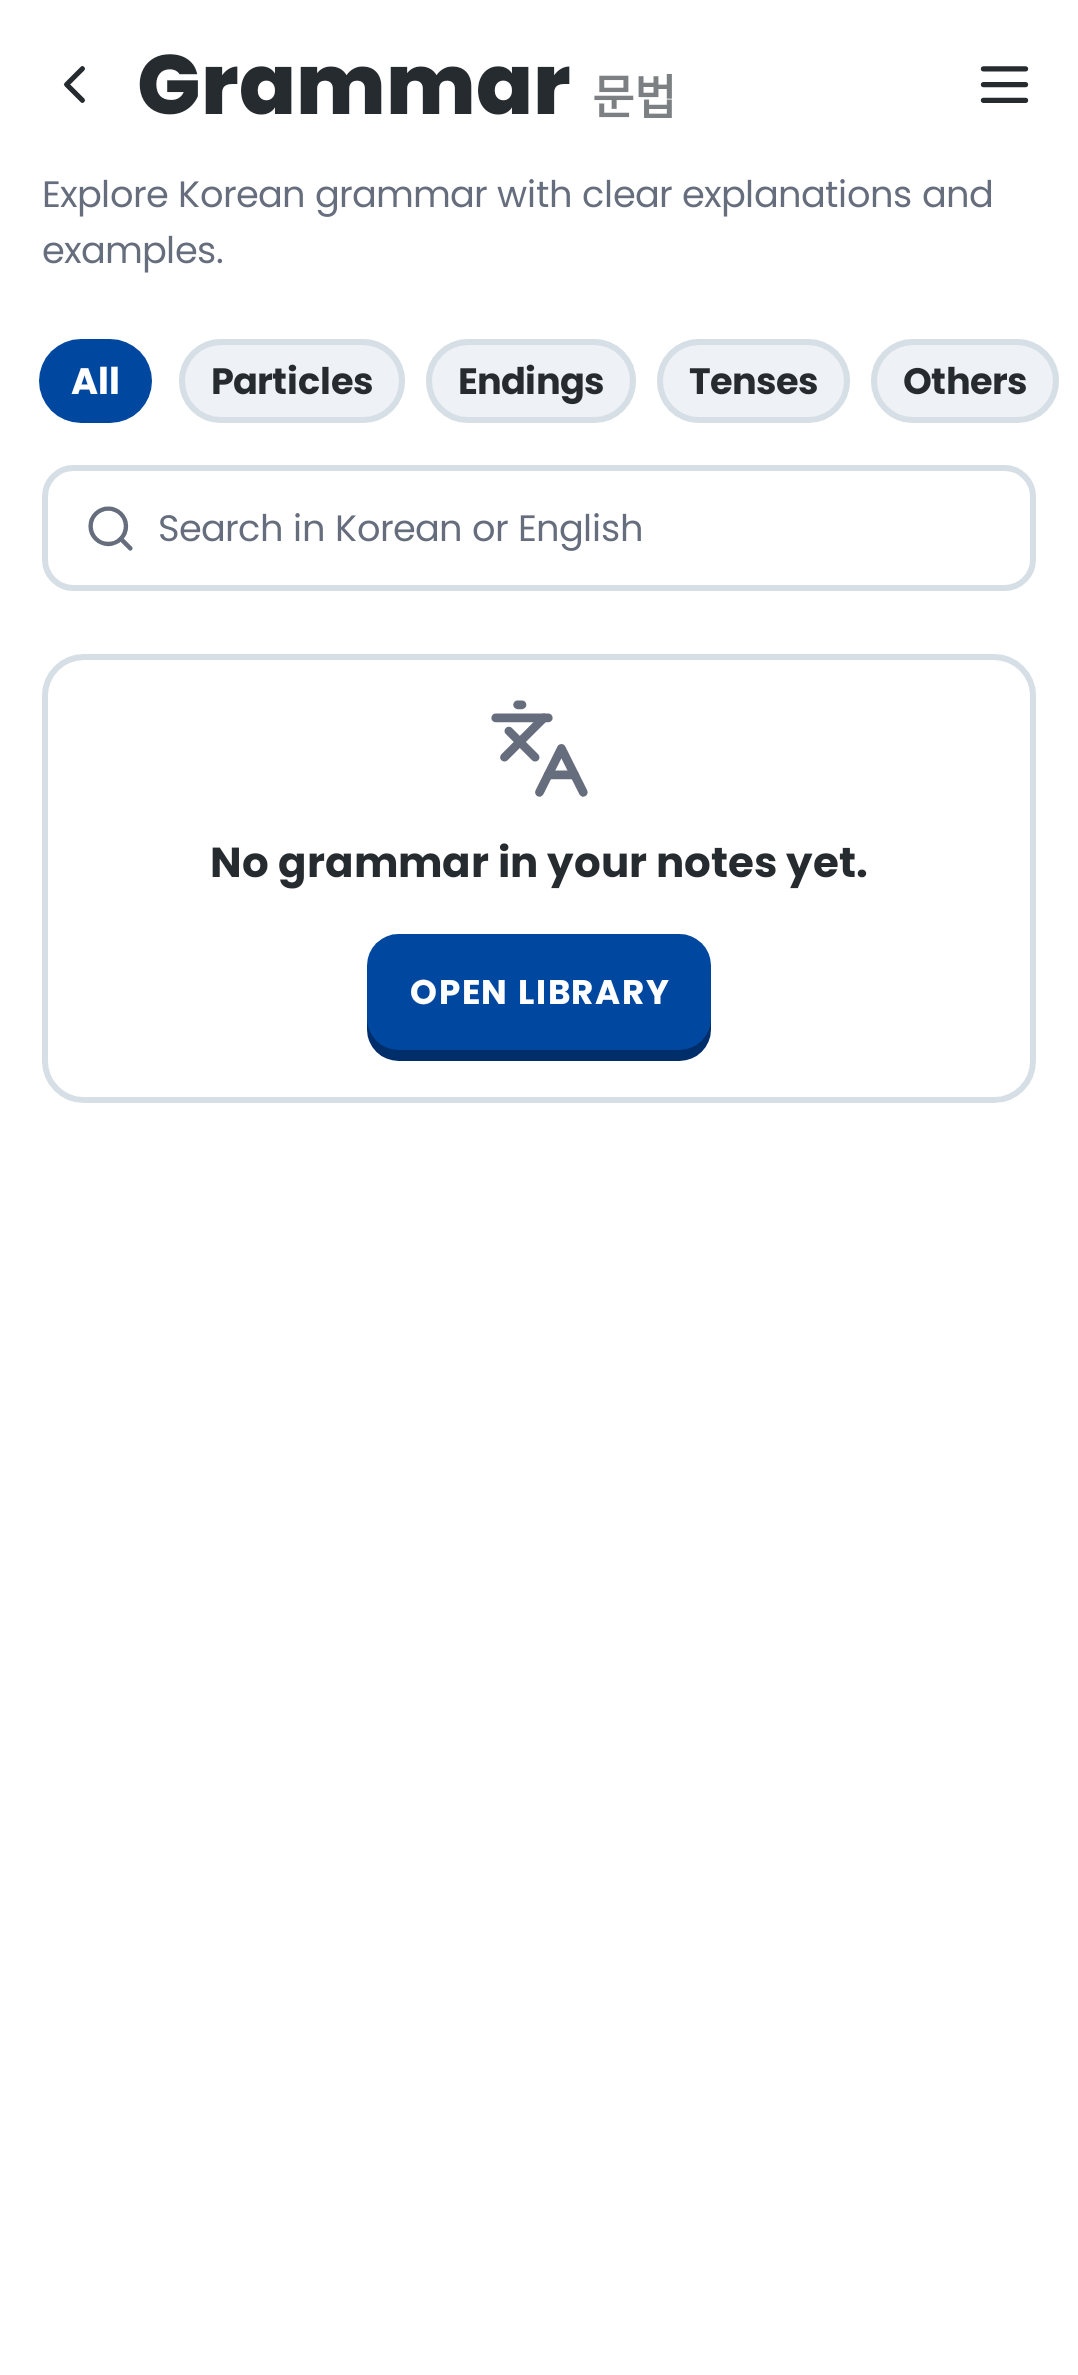 Grammar 문법
Explore Korean grammar with clear explanations and
examples.
All Particles Endings Tenses Others
Search in Korean or English
No grammar in your notes yet.
OPEN LIBRARY